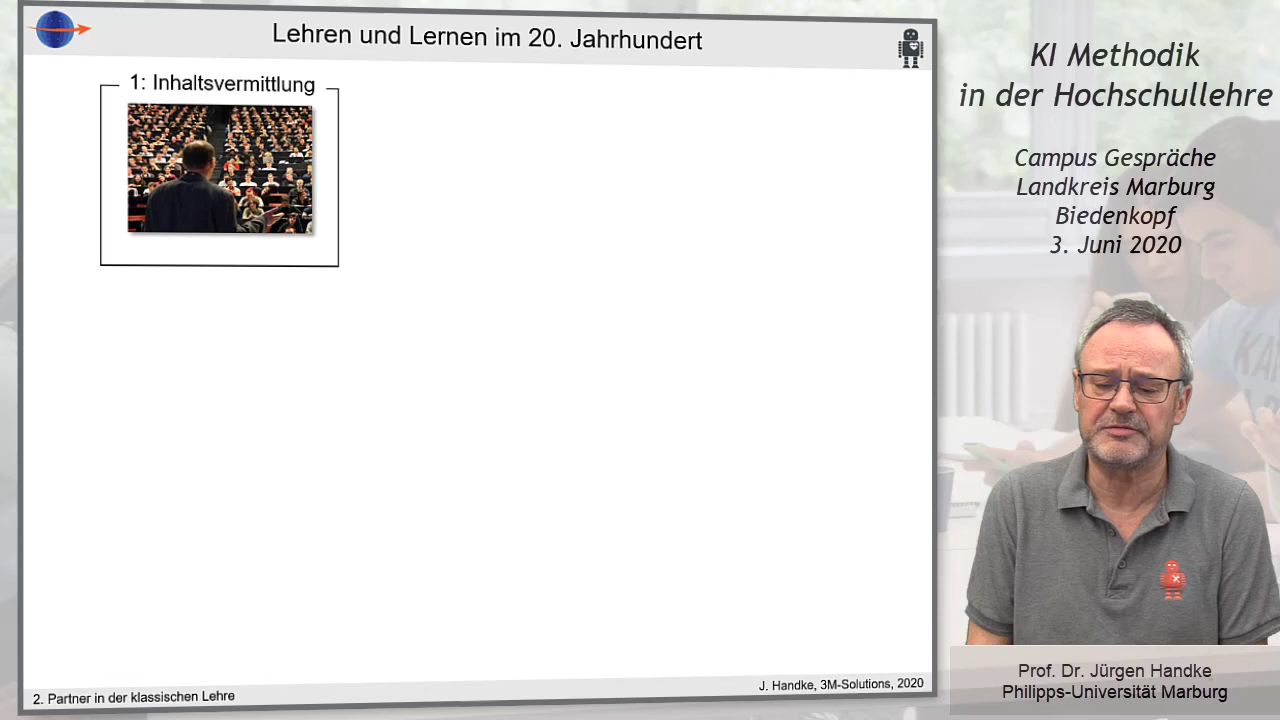 Lehren und Lernen im 20. Jahrhundert
1: Inhaltsvermittlung
2. Partner in der klassischen Lehre
J. Handke, 3M-Solutions, 2020
KI Methodik
in der Hochschullehre
Campus Gespräche
Landkreis Marburg
Biedenkopf
3. Juni 2020
Prof. Dr. Jürgen Handke
Philipps-Universität Marburg